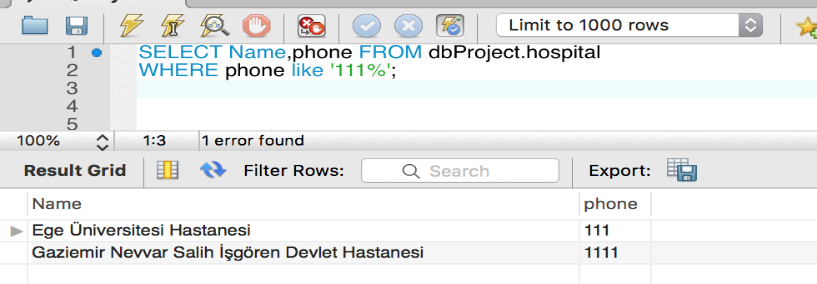 Limit to 1000 rows
1 SELECT Name,phone FROM dbProject.hospital
2 WHERE phone like '111%';
3
4
5
100% 1:3 1 error found
Result Grid Filter Rows: Search Export:
Name phone
Ege Üniversitesi Hastanesi 111
Gaziemir Nevvar Salih İşgören Devlet Hastanesi 1111